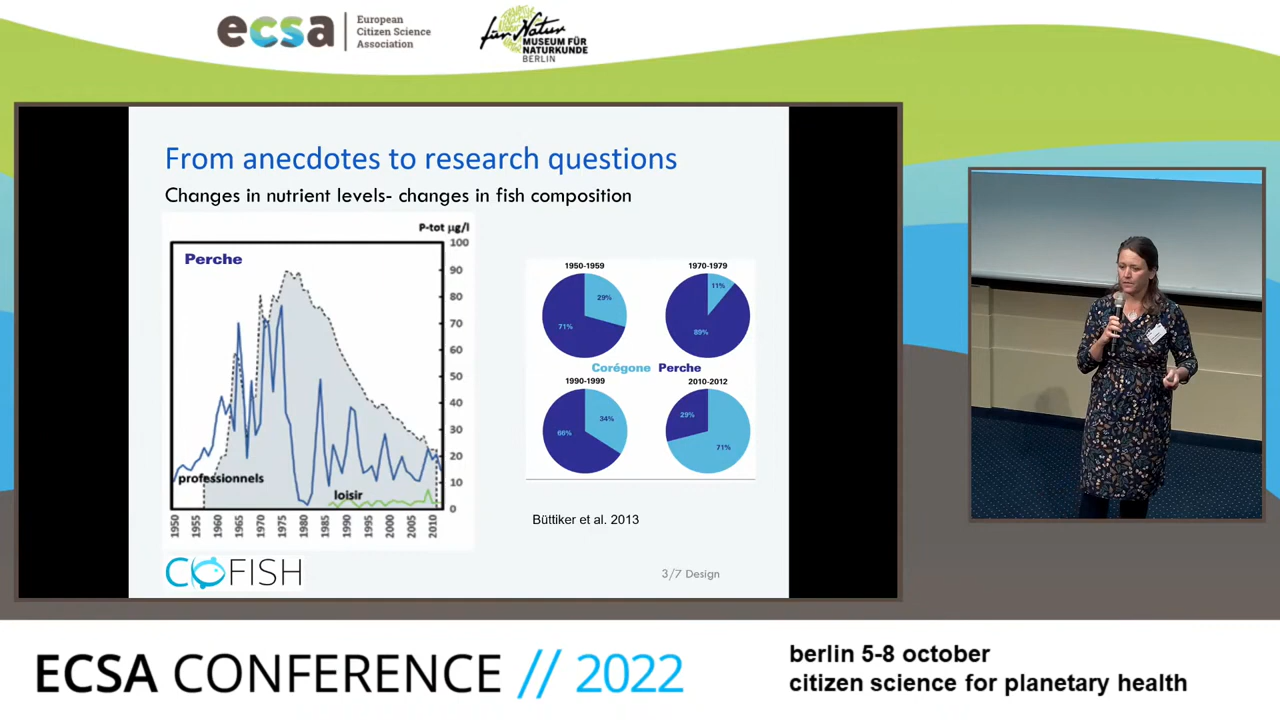 ecsa
European
Citizen Science
Association
für Natur
MUSEUM FÜR
NATURKUNDE
BERLIN
From anecdotes to research questions
Changes in nutrient levels- changes in fish composition
P-tot µg/l
Perche
100
90
80
70
60
50
40
30
20
10
0
professionnels
loisir
1950
1955
1960
1965
1970
1975
1980
1985
1990
1995
2000
2005
2010
1950-1959
29%
71%
1970-1979
11%
89%
Corégone Perche
1990-1999
34%
66%
2010-2012
29%
71%
Büttiker et al. 2013
COFISH
3/7 Design
ECSA CONFERENCE // 2022
berlin 5-8 october
citizen science for planetary health